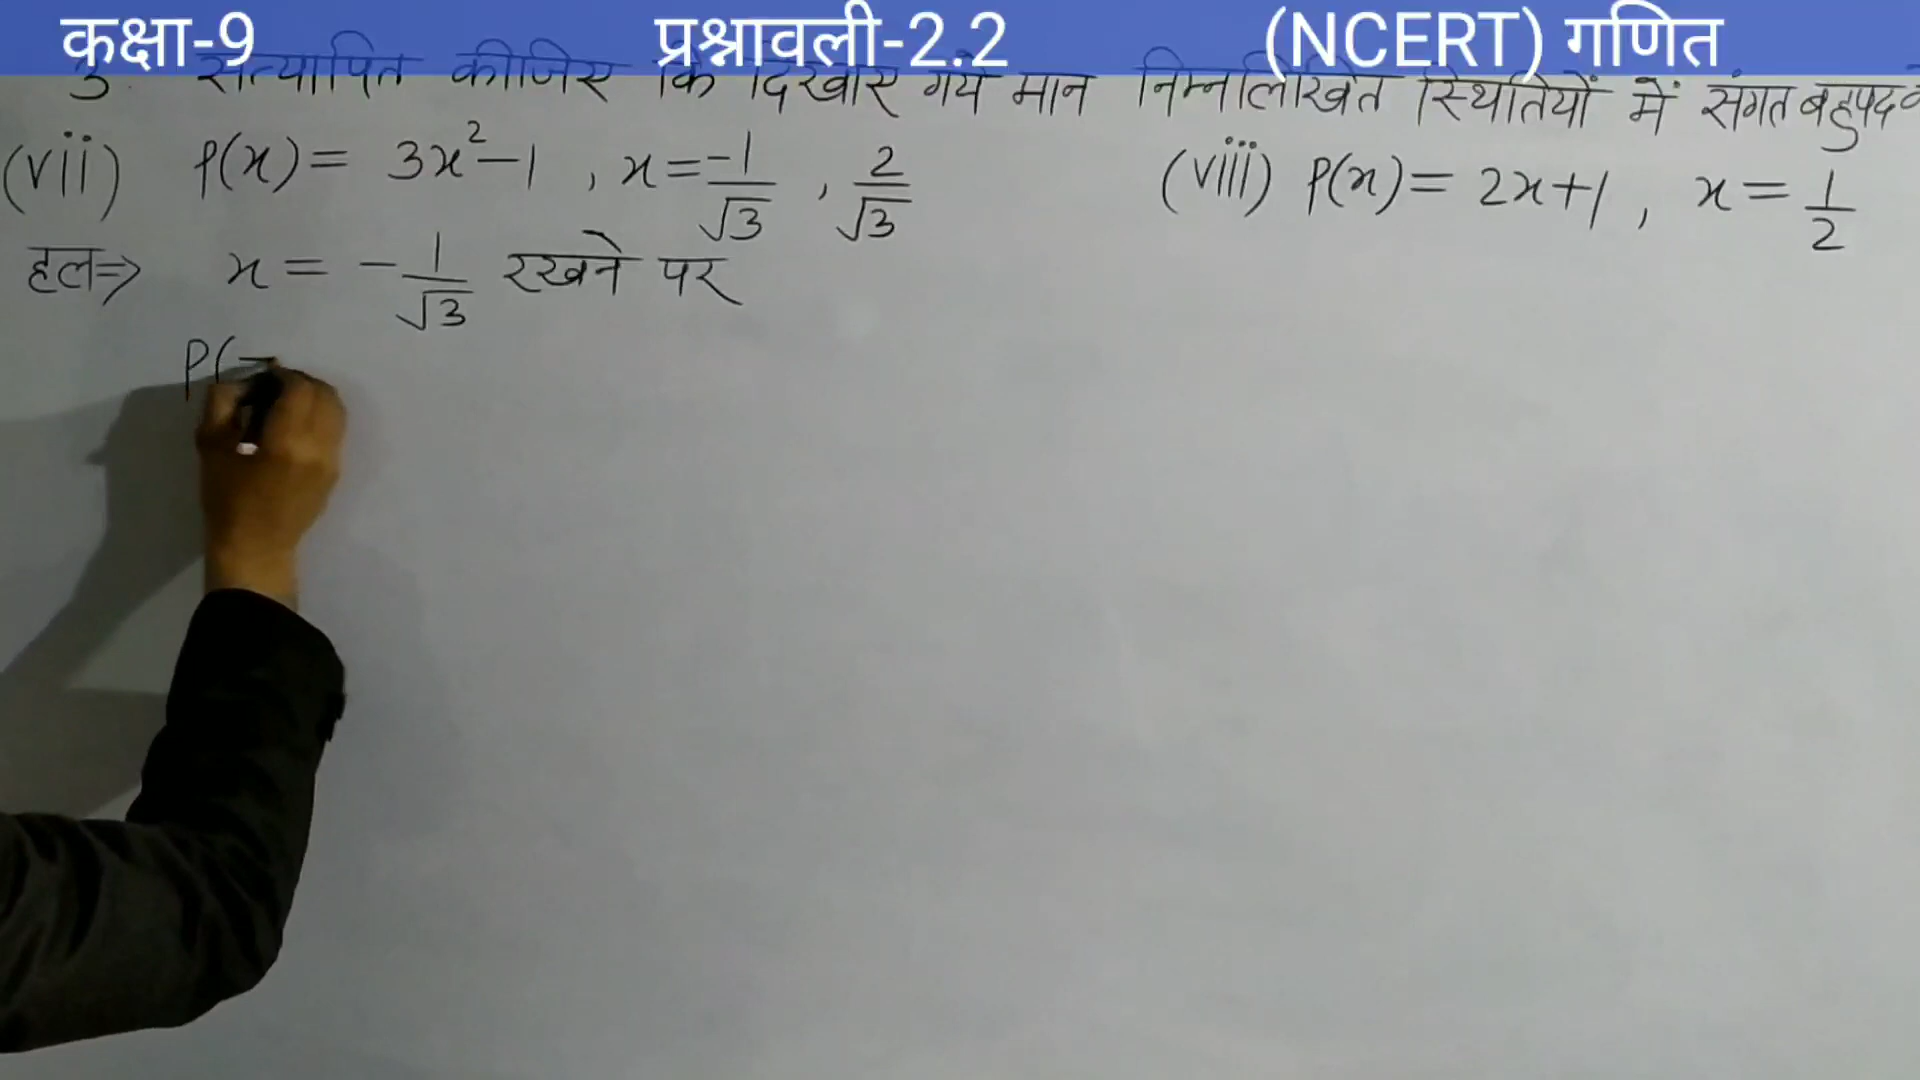 कक्षा-9 प्रश्नावली-2.2 (NCERT) गणित
3. सत्यापित कीजिए कि दिखाए गये मान निम्नलिखित स्थितियों में संगत बहुपद
(vii) P(x) = 3x²-1 , x = -1/√3 , 2/√3
(viii) P(x) = 2x+1 , x = 1/2
हल⇒ x = -1/√3 रखने पर
P(-